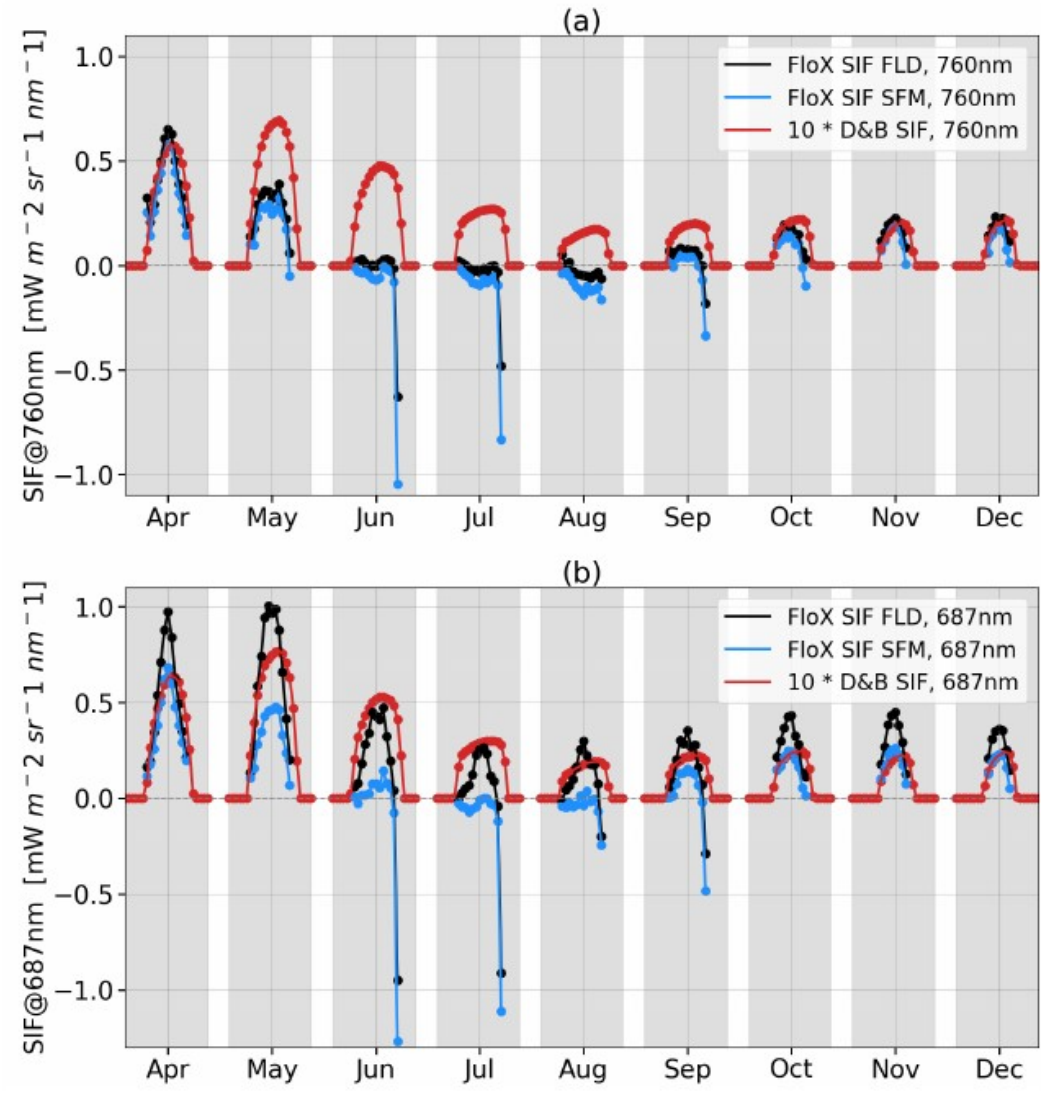 (a)
SIF@760nm [mW m−2 sr−1 nm−1]
1.0
0.5
0.0
−0.5
−1.0
FloX SIF FLD, 760nm
FloX SIF SFM, 760nm
10 * D&B SIF, 760nm
Apr May Jun Jul Aug Sep Oct Nov Dec
(b)
SIF@687nm [mW m−2 sr−1 nm−1]
1.0
0.5
0.0
−0.5
−1.0
FloX SIF FLD, 687nm
FloX SIF SFM, 687nm
10 * D&B SIF, 687nm
Apr May Jun Jul Aug Sep Oct Nov Dec